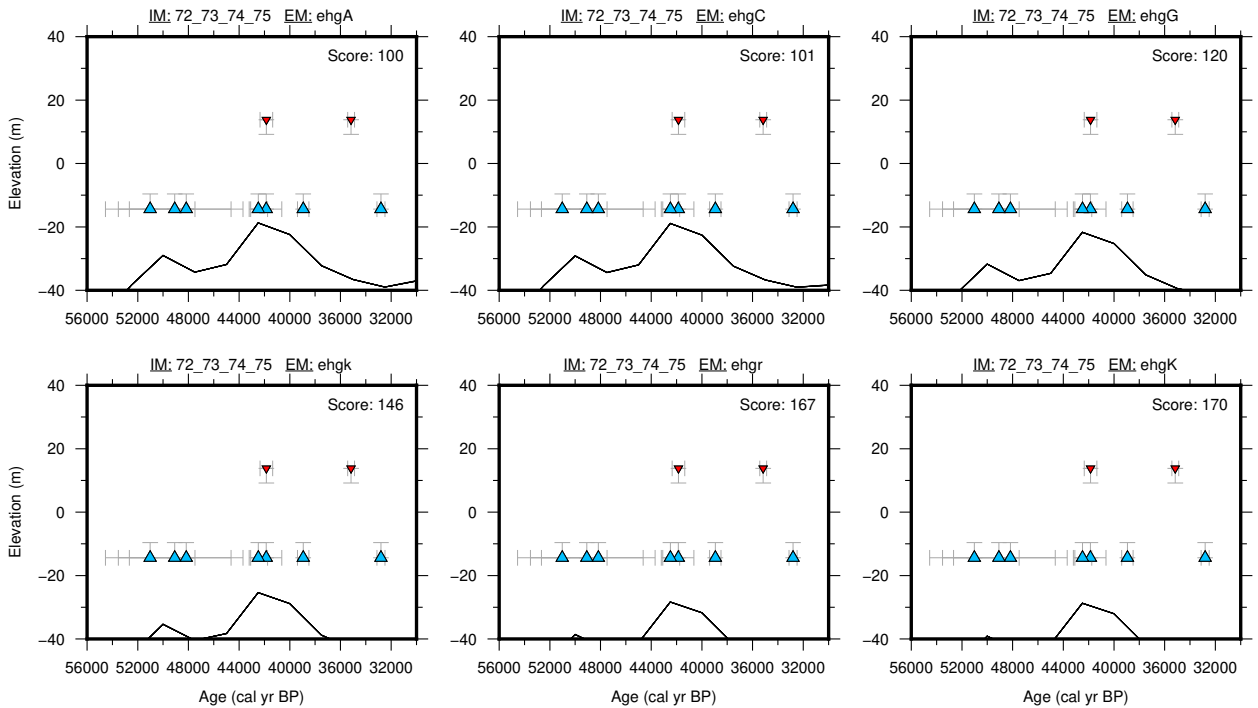 IM: 72_73_74_75 EM: ehgA
IM: 72_73_74_75 EM: ehgC
IM: 72_73_74_75 EM: ehgG
40
20
0
−20
−40
Elevation (m)
Score: 100
56000 52000 48000 44000 40000 36000 32000
40
20
0
−20
−40
Score: 101
56000 52000 48000 44000 40000 36000 32000
40
20
0
−20
−40
Score: 120
56000 52000 48000 44000 40000 36000 32000
IM: 72_73_74_75 EM: ehgk
IM: 72_73_74_75 EM: ehgr
IM: 72_73_74_75 EM: ehgK
40
20
0
−20
−40
Elevation (m)
Score: 146
56000 52000 48000 44000 40000 36000 32000
Age (cal yr BP)
40
20
0
−20
−40
Score: 167
56000 52000 48000 44000 40000 36000 32000
Age (cal yr BP)
40
20
0
−20
−40
Score: 170
56000 52000 48000 44000 40000 36000 32000
Age (cal yr BP)